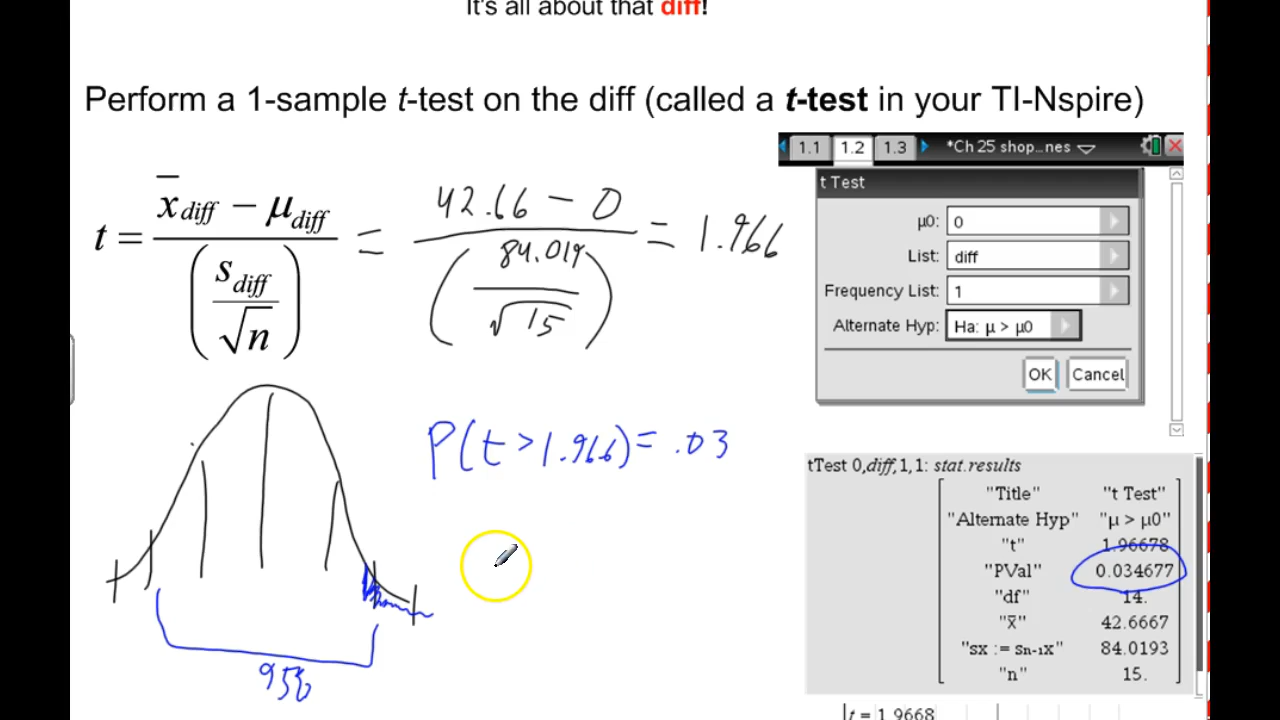 It's all about that diff!
Perform a 1-sample t-test on the diff (called a t-test in your TI-Nspire)
t = x̄diff − μdiff / (sdiff / √n) = 42.66 − 0 / (84.019 / √15) = 1.966
1.1 1.2 1.3 *Ch 25 shop...nes
t Test
μ0: 0
List: diff
Frequency List: 1
Alternate Hyp: Ha: μ > μ0
OK Cancel
P(t > 1.966) = .03
95%
tTest 0,diff,1,1: stat.results
"Title" "t Test"
"Alternate Hyp" "μ > μ0"
"t" 1.96678
"PVal" 0.034677
"df" 14.
"x̄" 42.6667
"sx := sn-1x" 84.0193
"n" 15.
t = 1.9668